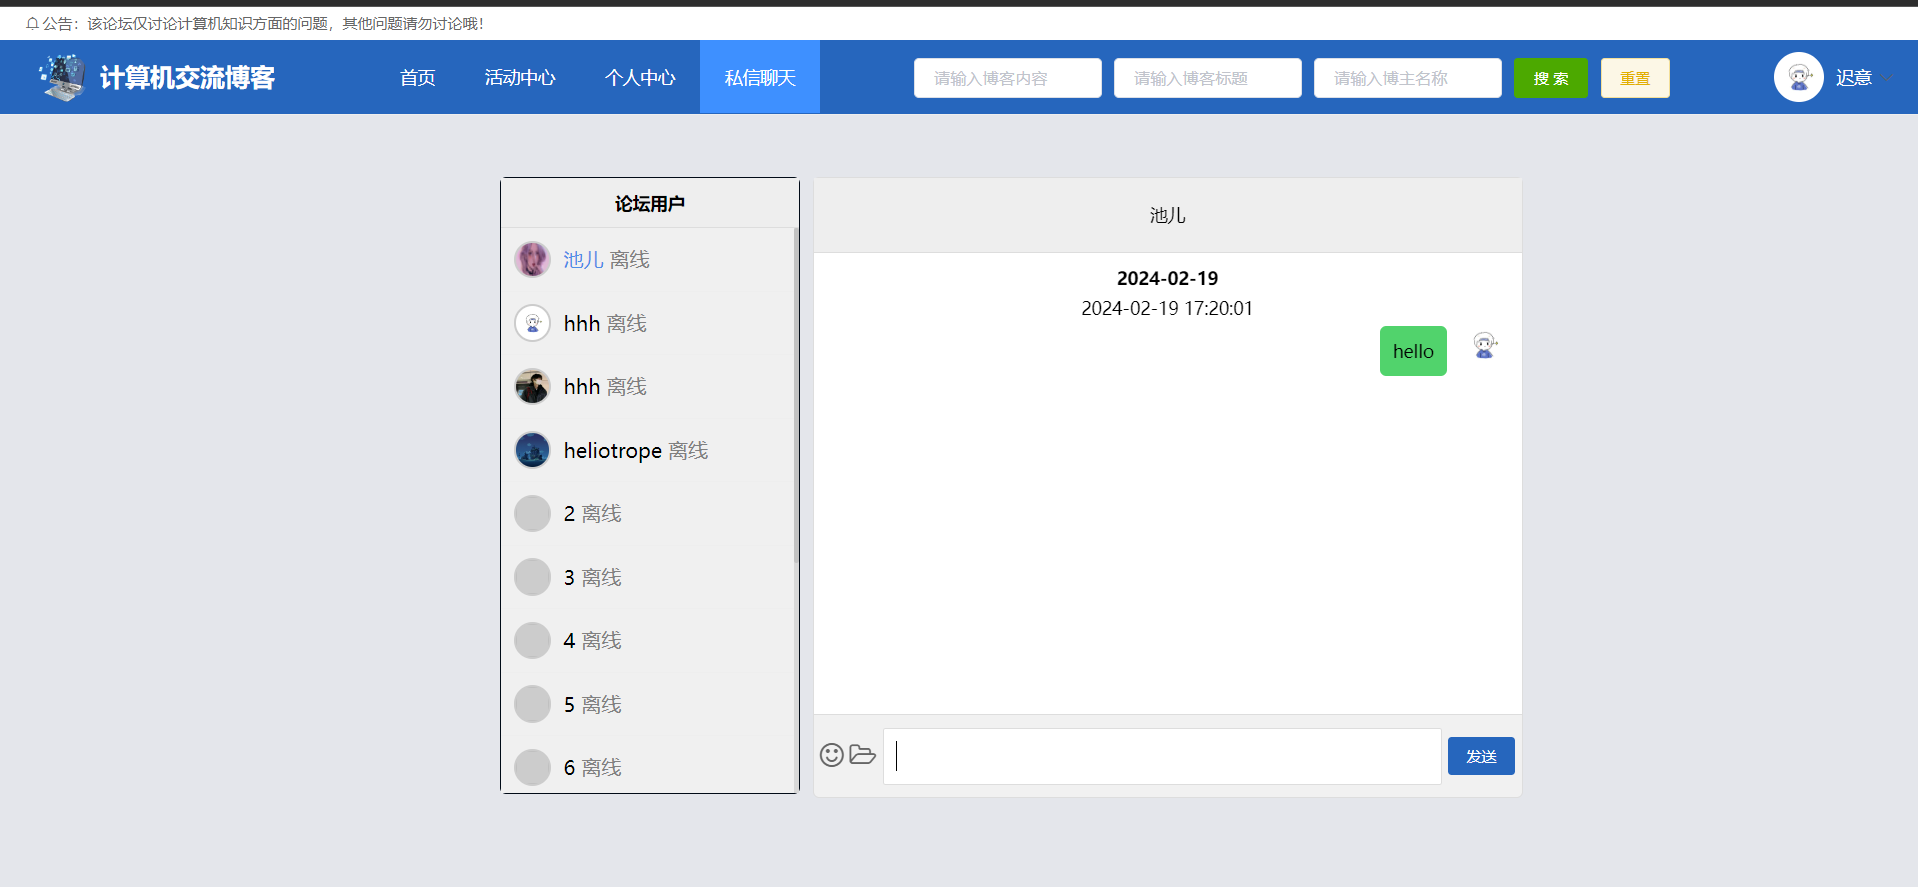 公告：该论坛仅讨论计算机知识方面的问题，其他问题请勿讨论哦！
计算机交流博客 首页 活动中心 个人中心 私信聊天 请输入博客内容 请输入博客标题 请输入博主名称 搜 索 重置 迟意
论坛用户
池儿 离线
hhh 离线
hhh 离线
heliotrope 离线
2 离线
3 离线
4 离线
5 离线
6 离线
池儿
2024-02-19
2024-02-19 17:20:01
hello
发送